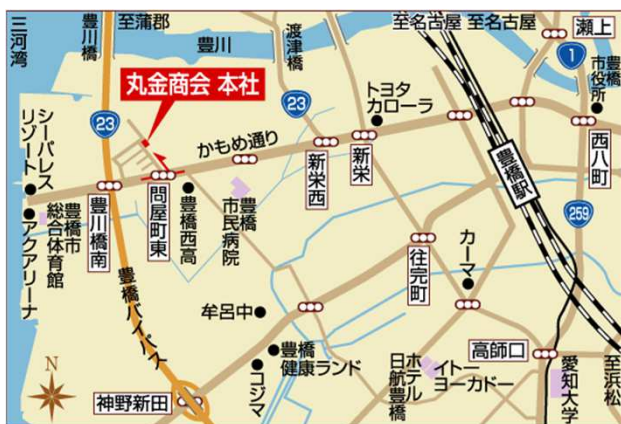 三河湾
豊川橋
至蒲郡
豊川
渡津橋
至名古屋
至名古屋
瀬上
1
豊橋
市役所
丸金商会 本社
23
23
トヨタ
カローラ
シーパレス
リゾート
かもめ通り
新栄西
新栄
豊橋駅
西八町
259
アクアリーナ
豊橋市
総合体育館
豊川橋南
問屋町東
豊橋西高
豊橋
市民病院
往完町
カーマ
豊橋バイパス
牟呂中
豊橋
健康ランド
コジマ
ホテル
日航豊橋
イトー
ヨーカドー
高師口
愛知大学
至浜松
神野新田
N